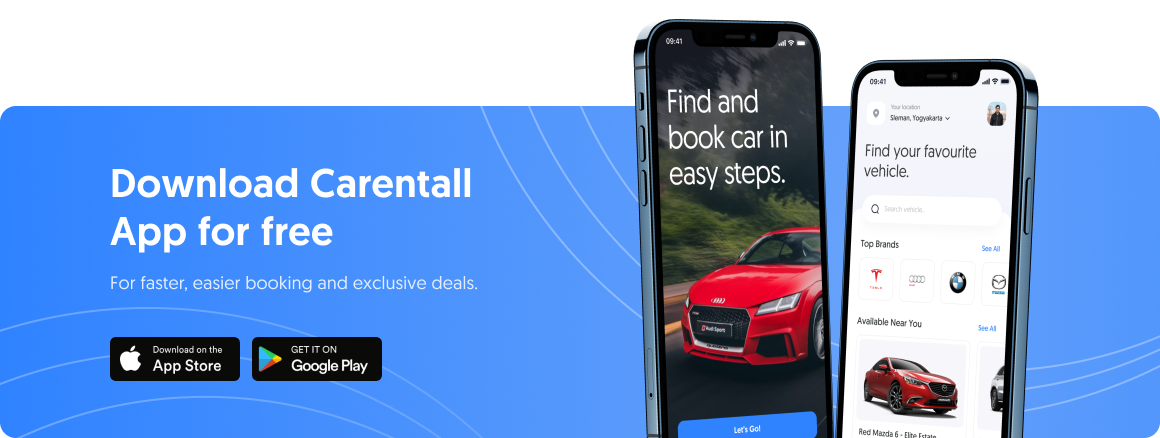 Download Carentall
App for free
For faster, easier booking and exclusive deals.
Download on the
App Store
GET IT ON
Google Play
09:41
Find and
book car in
easy steps.
Audi Sport
Let's Go!
09:41
Your location
Sleman, Yogyakarta
Find your favourite
vehicle.
Search vehicle..
Top Brands
See All
TESLA
Available Near You
See All
Red Mazda 6 - Elite Estate